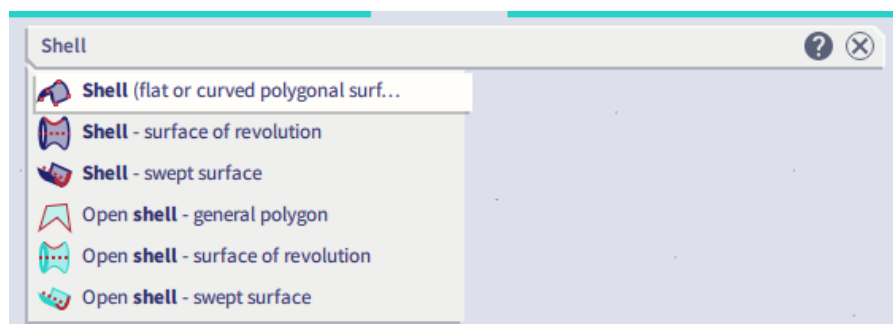 Shell
Shell (flat or curved polygonal surf...
Shell - surface of revolution
Shell - swept surface
Open shell - general polygon
Open shell - surface of revolution
Open shell - swept surface